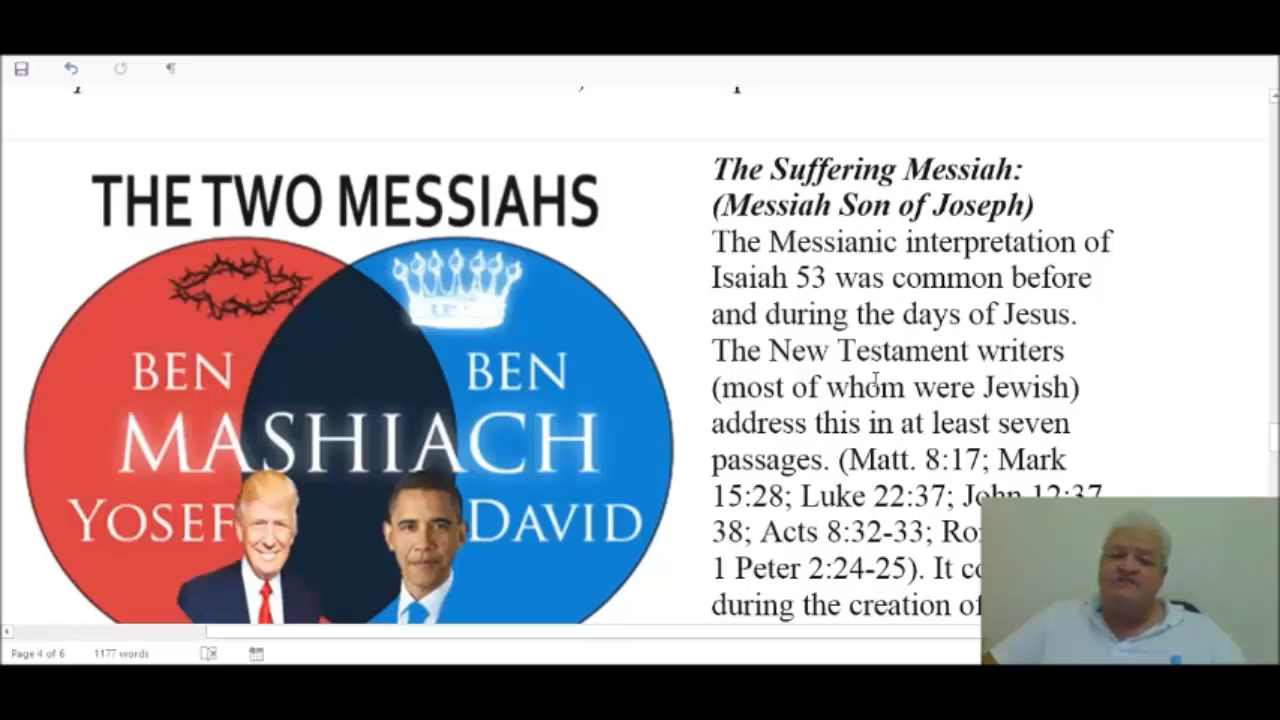 THE TWO MESSIAHS
BEN BEN
MASHIACH
YOSEF DAVID
The Suffering Messiah:
(Messiah Son of Joseph)
The Messianic interpretation of
Isaiah 53 was common before
and during the days of Jesus.
The New Testament writers
(most of whom were Jewish)
address this in at least seven
passages. (Matt. 8:17; Mark
15:28; Luke 22:37; John 12:37
38; Acts 8:32-33;
1 Peter 2:24-25). It
during the creation of
Page 4 of 6 1177 words